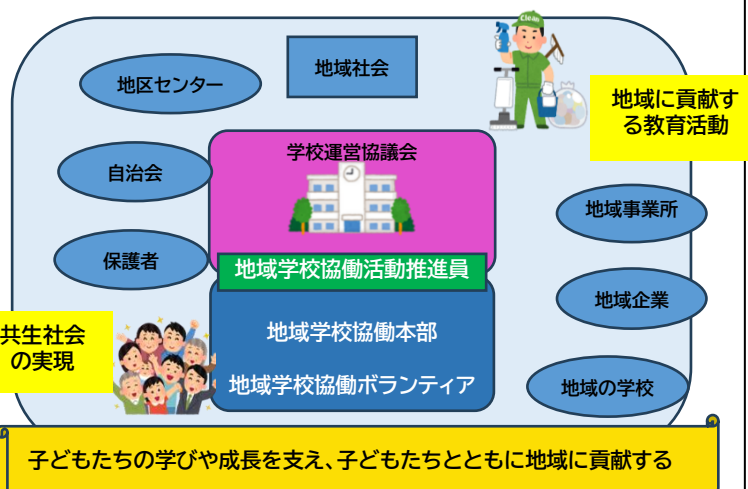 Clean
地域社会
地区センター
地域に貢献す
る教育活動
学校運営協議会
自治会
地域事業所
保護者
地域学校協働活動推進員
地域企業
共生社会
の実現
地域学校協働本部
地域学校協働ボランティア
地域の学校
子どもたちの学びや成長を支え、子どもたちとともに地域に貢献する